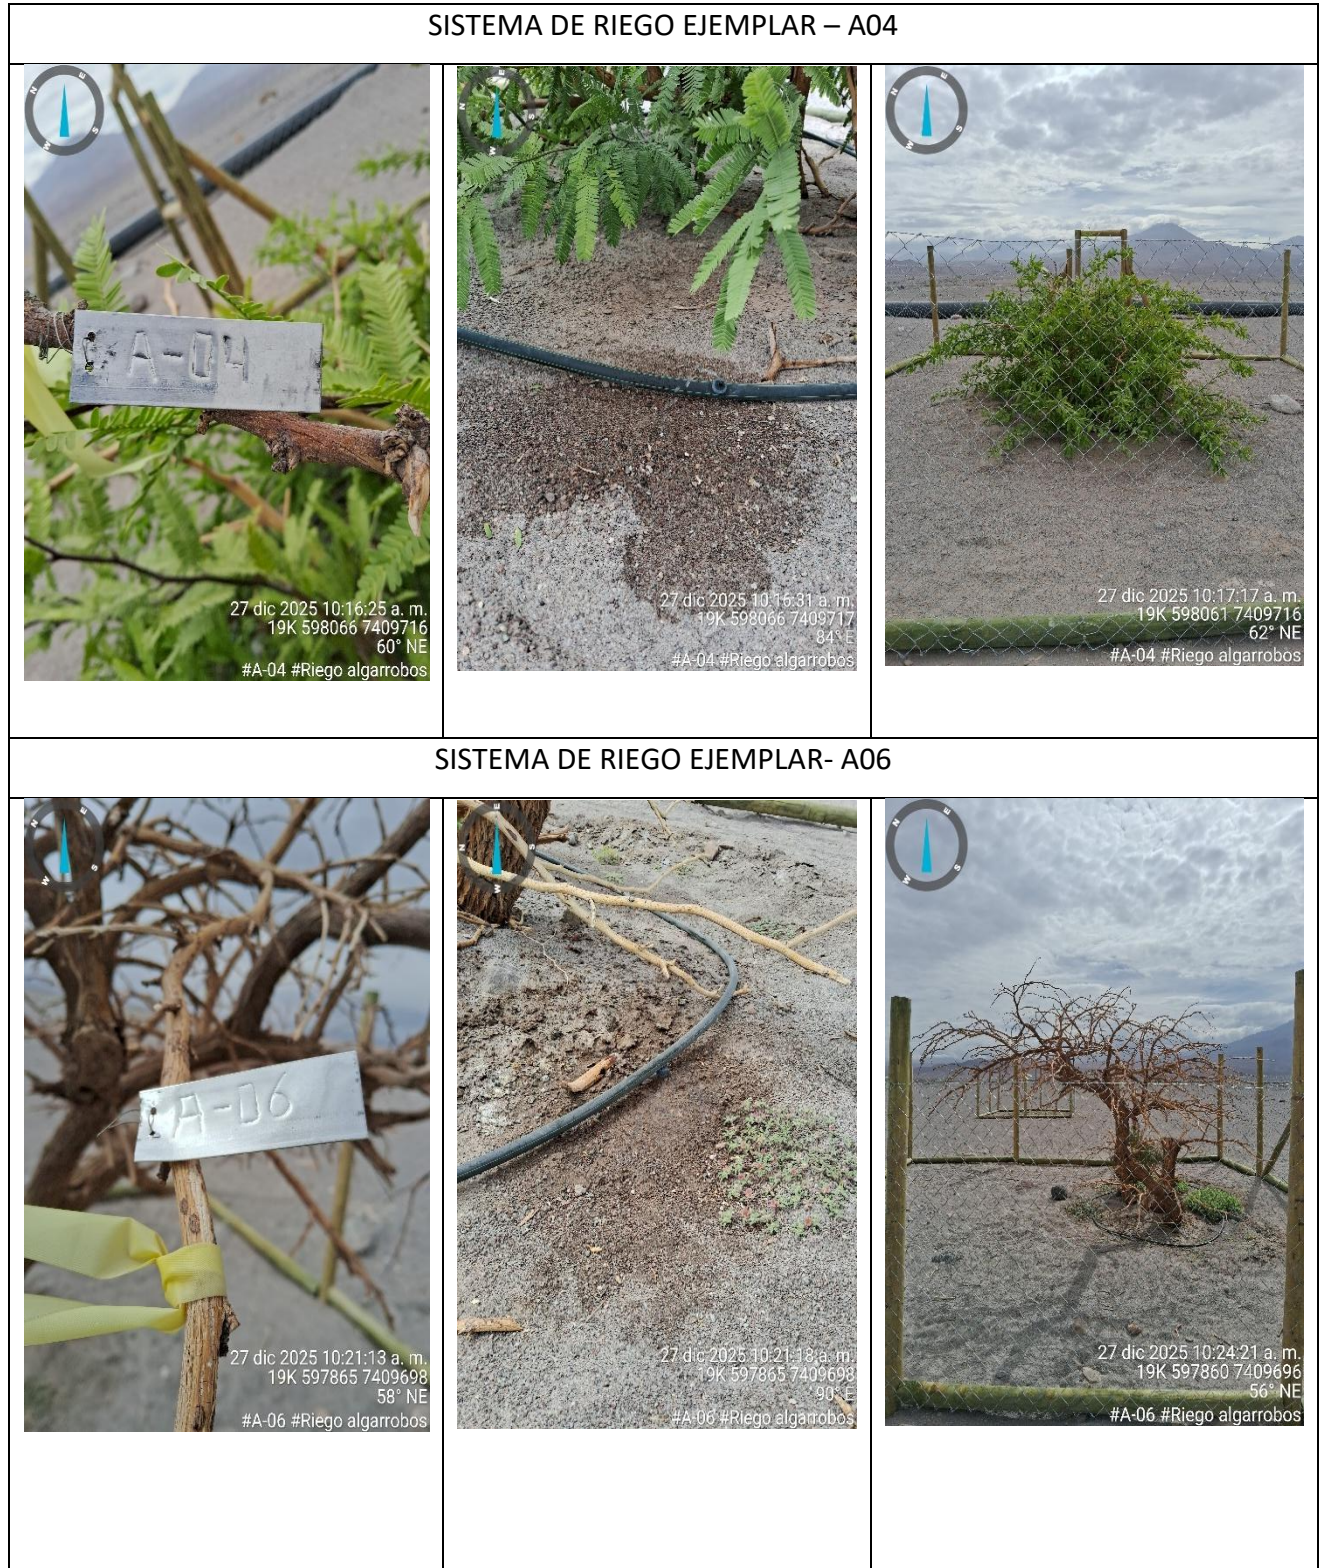 SISTEMA DE RIEGO EJEMPLAR – A04
N
E
W
S
A-04
27 dic 2025 10:16:25 a. m.
19K 598066 7409716
60° NE
#A-04 #Riego algarrobos
N
E
W
S
27 dic 2025 10:16:31 a. m.
19K 598066 7409717
84° E
#A-04 #Riego algarrobos
N
E
W
S
27 dic 2025 10:17:17 a. m.
19K 598061 7409716
62° NE
#A-04 #Riego algarrobos
SISTEMA DE RIEGO EJEMPLAR- A06
N
E
W
S
A-06
27 dic 2025 10:21:13 a. m.
19K 597865 7409698
58° NE
#A-06 #Riego algarrobos
N
E
W
S
27 dic 2025 10:21:18 a. m.
19K 597865 7409698
90° E
#A-06 #Riego algarrobos
N
E
W
S
27 dic 2025 10:24:21 a. m.
19K 597860 7409696
56° NE
#A-06 #Riego algarrobos